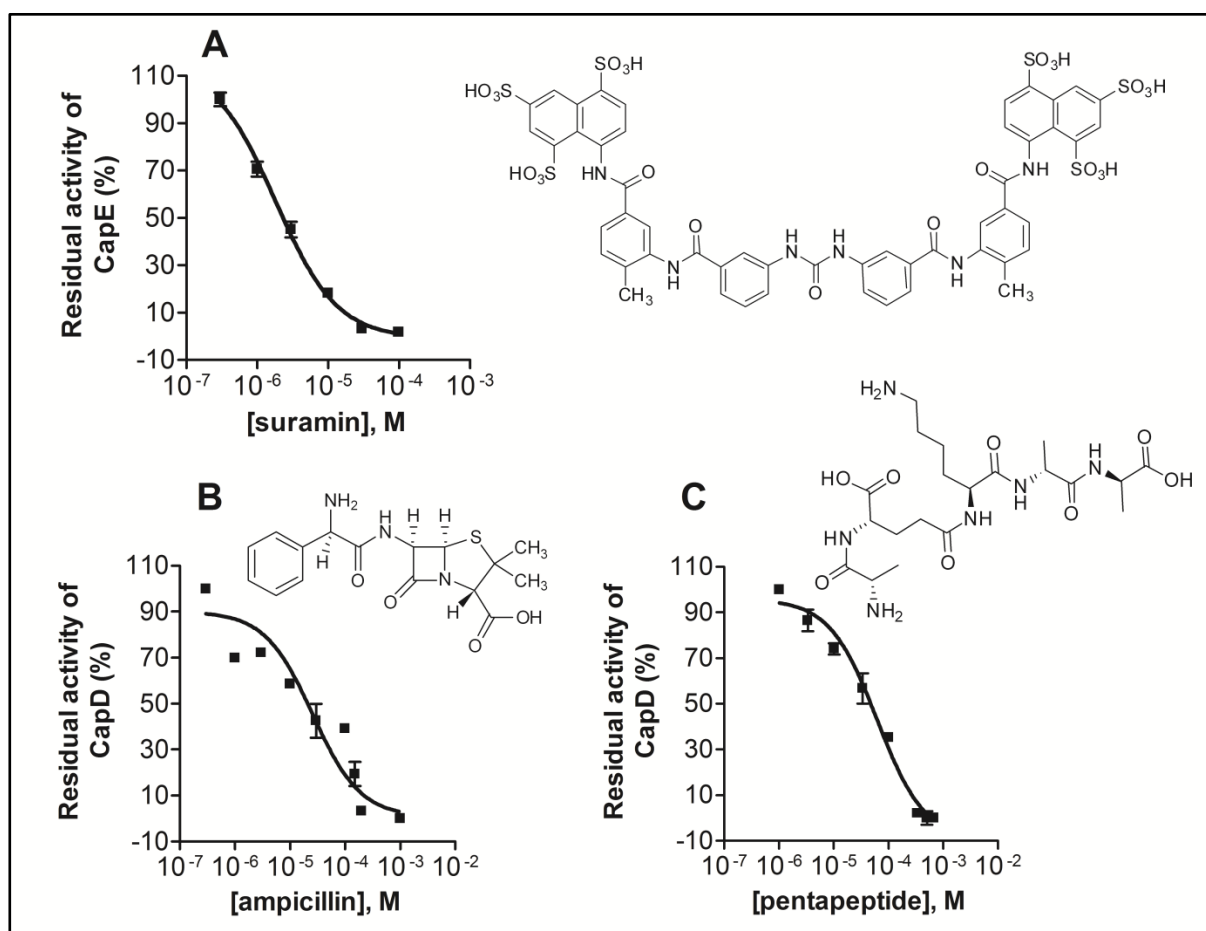 A
Residual activity of
CapE (%)
110
90
70
50
30
10
-10
10-7 10-6 10-5 10-4 10-3
[suramin], M
SO3H
HO3S
HO3S
NH
O
CH3
N
H
O
H
N
O
H
N
O
N
H
CH3
O
HN
SO3H
SO3H
SO3H
B
Residual activity of
CapD (%)
110
90
70
50
30
10
-10
10-7 10-6 10-5 10-4 10-3 10-2
[ampicillin], M
NH2
H
O
H
N
H
H
S
CH3
CH3
N
O
H
OH
O
C
Residual activity of
CapD (%)
110
90
70
50
30
10
-10
10-7 10-6 10-5 10-4 10-3 10-2
[pentapeptide], M
H2N
HO
O
O
N
H
O
H
N
O
OH
NH
O
N
H
O
NH2